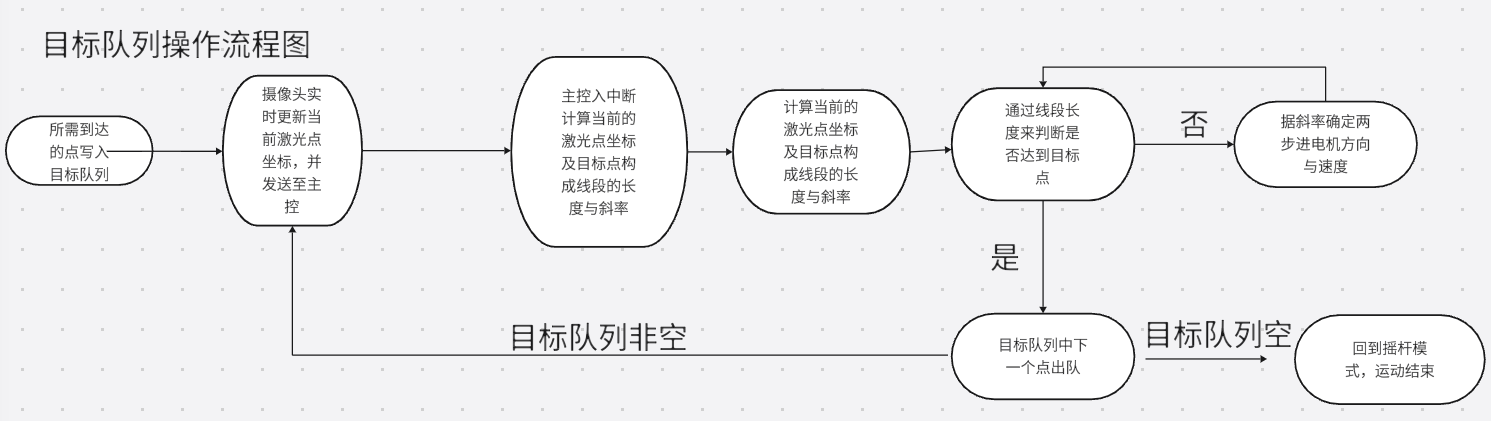 目标队列操作流程图
所需到达
的点写入
目标队列
摄像头实
时更新当
前激光点
坐标，并
发送至主
控
主控入中断
计算当前的
激光点坐标
及目标点构
成线段的长
度与斜率
计算当前的
激光点坐标
及目标点构
成线段的长
度与斜率
通过线段长
度来判断是
否达到目标
点
否
据斜率确定两
步进电机方向
与速度
是
目标队列中下
一个点出队
目标队列非空
目标队列空
回到摇杆模
式，运动结束